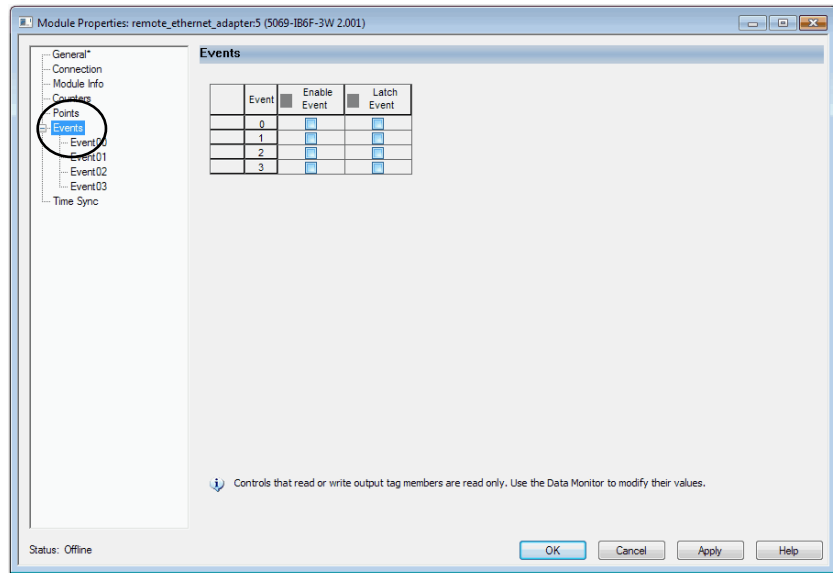 Module Properties: remote_ethernet_adapter:5 (5069-IB6F-3W 2.001)
General*
Connection
Module Info
Counters
Points
Events
Event00
Event01
Event02
Event03
Time Sync
Events
Event Enable Event Latch Event
0
1
2
3
Controls that read or write output tag members are read only. Use the Data Monitor to modify their values.
Status: Offline
OK Cancel Apply Help